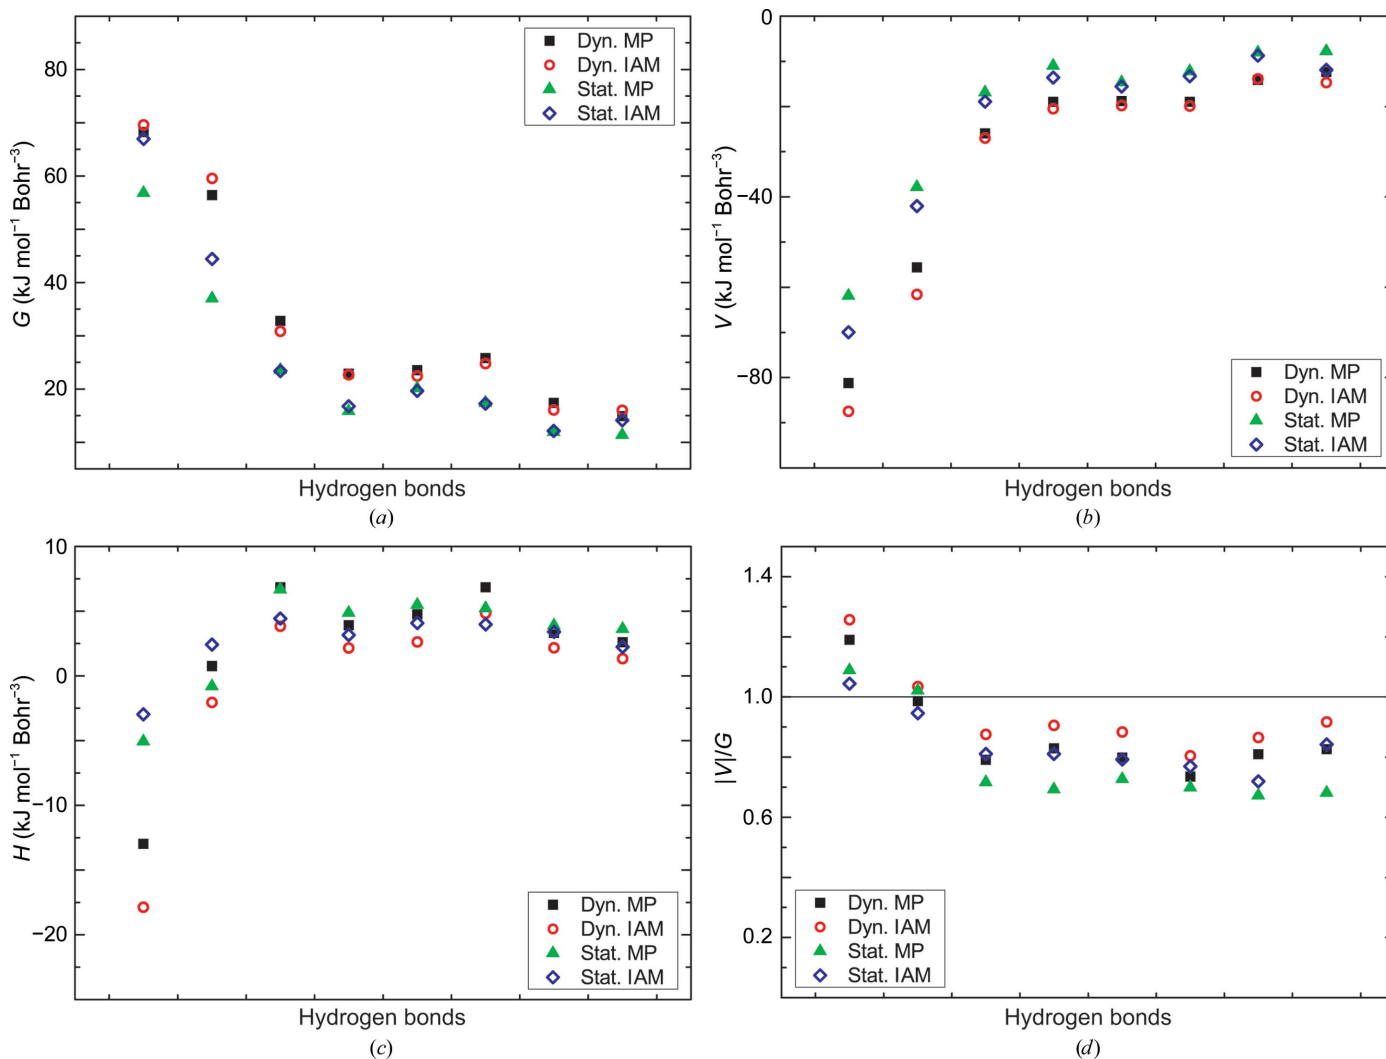 80
60
40
20
G (kJ mol⁻¹ Bohr⁻³)
Dyn. MP
Dyn. IAM
Stat. MP
Stat. IAM
Hydrogen bonds
(a)
0
−40
−80
V (kJ mol⁻¹ Bohr⁻³)
Dyn. MP
Dyn. IAM
Stat. MP
Stat. IAM
Hydrogen bonds
(b)
10
0
−10
−20
H (kJ mol⁻¹ Bohr⁻³)
Dyn. MP
Dyn. IAM
Stat. MP
Stat. IAM
Hydrogen bonds
(c)
1.4
1.0
0.6
0.2
|V|/G
Dyn. MP
Dyn. IAM
Stat. MP
Stat. IAM
Hydrogen bonds
(d)